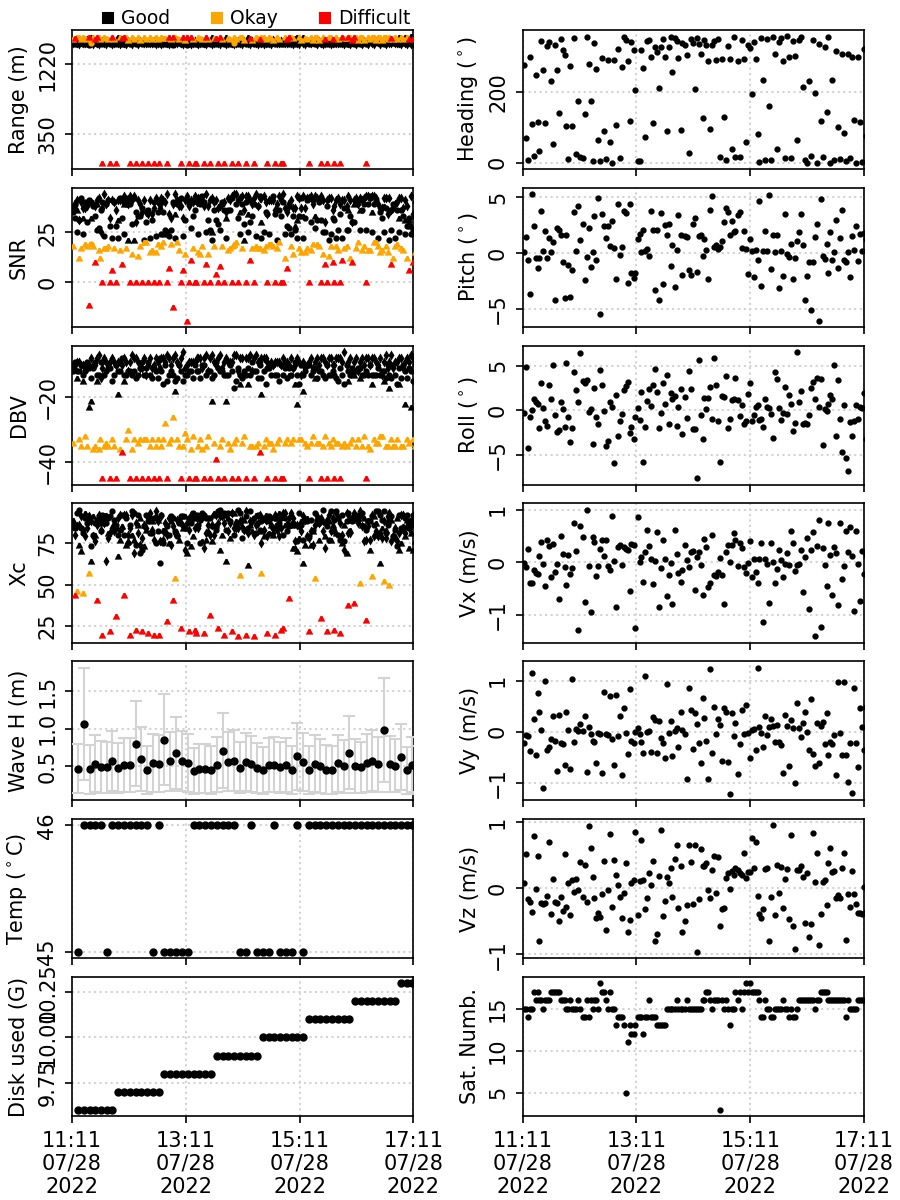 Good Okay Difficult
Range (m)
1220
350
Heading (°)
200
0
SNR
25
0
Pitch (°)
5
0
−5
DBV
−20
−40
Roll (°)
5
0
−5
Xc
75
50
25
Vx (m/s)
1
0
−1
Wave H (m)
1.5
1.0
0.5
Vy (m/s)
1
0
−1
Temp (°C)
46
45
Vz (m/s)
1
0
−1
Disk used (G)
10.25
10.00
9.75
Sat. Numb.
15
10
5
11:11 13:11 15:11 17:11
07/28 07/28 07/28 07/28
2022 2022 2022 2022
11:11 13:11 15:11 17:11
07/28 07/28 07/28 07/28
2022 2022 2022 2022